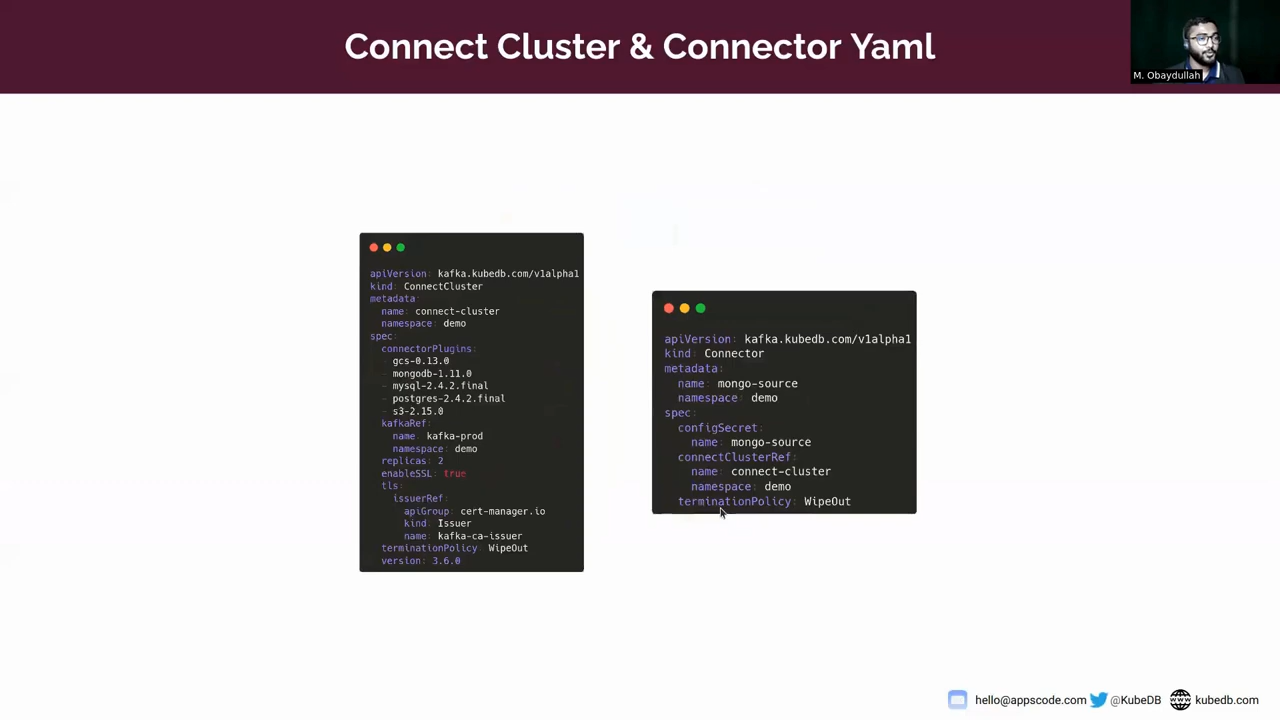 Connect Cluster & Connector Yaml
M. Obaydullah
apiVersion: kafka.kubedb.com/v1alpha1
kind: ConnectCluster
metadata:
  name: connect-cluster
  namespace: demo
spec:
  connectorPlugins:
  - gcs-0.13.0
  - mongodb-1.11.0
  - mysql-2.4.2.final
  - postgres-2.4.2.final
  - s3-2.15.0
  kafkaRef:
    name: kafka-prod
    namespace: demo
  replicas: 2
  enableSSL: true
  tls:
    issuerRef:
      apiGroup: cert-manager.io
      kind: Issuer
      name: kafka-ca-issuer
  terminationPolicy: WipeOut
  version: 3.6.0
apiVersion: kafka.kubedb.com/v1alpha1
kind: Connector
metadata:
  name: mongo-source
  namespace: demo
spec:
  configSecret:
    name: mongo-source
  connectClusterRef:
    name: connect-cluster
    namespace: demo
  terminationPolicy: WipeOut
hello@appscode.com @KubeDB kubedb.com